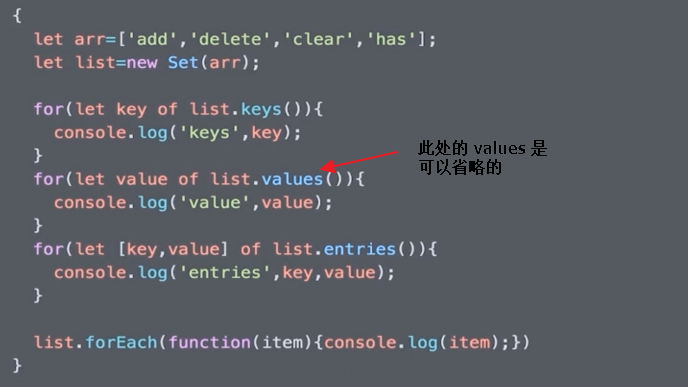 {
let arr=['add','delete','clear','has'];
let list=new Set(arr);
for(let key of list.keys()){
console.log('keys',key);
}
for(let value of list.values()){
console.log('value',value);
}
for(let [key,value] of list.entries()){
console.log('entries',key,value);
}
list.forEach(function(item){console.log(item);})
}
此处的 values 是
可以省略的